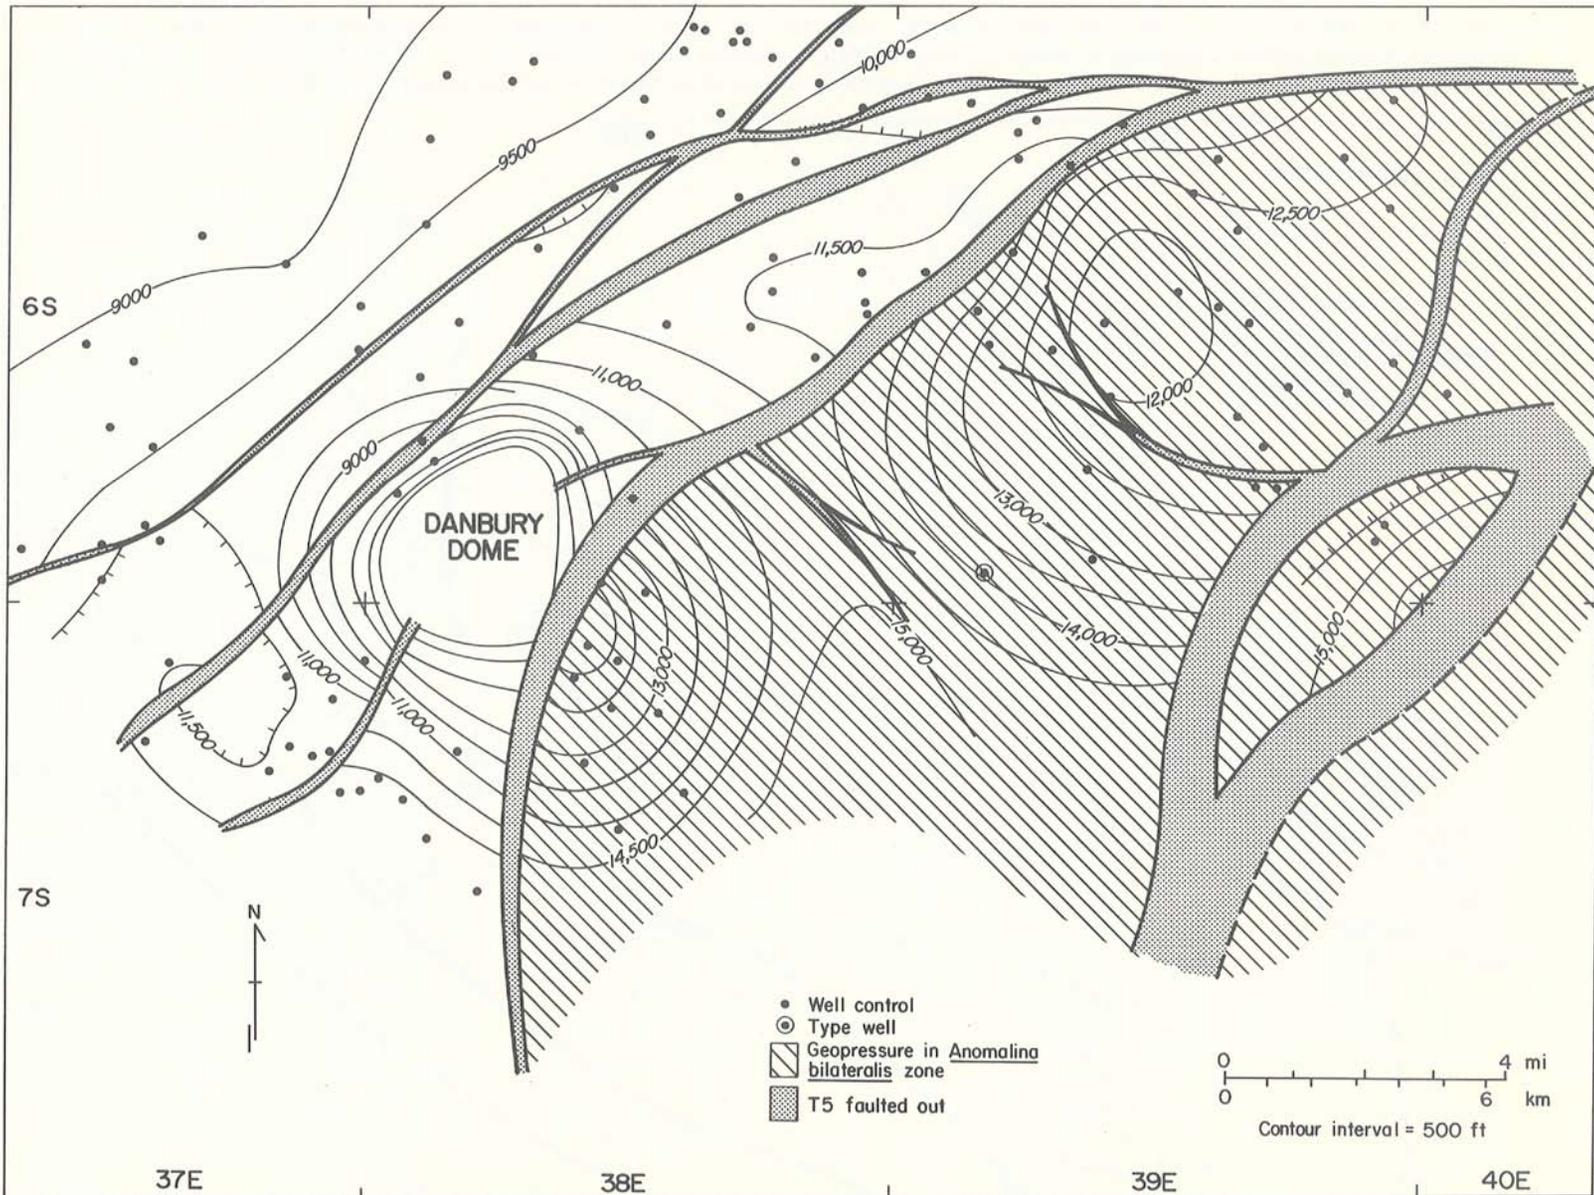 10,000
9500
12,500
11,500
6S
9000
11,000
12,000
9000
13,000
DANBURY
DOME
14,000
15,000
15,000
13,000
11,000
11,000
11,500
14,500
7S
N
Well control
Type well
Geopressure in Anomalina
bilateralis zone
T5 faulted out
0 4 mi
0 6 km
Contour interval = 500 ft
37E 38E 39E 40E